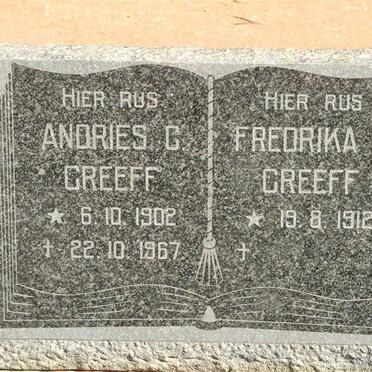 HIER RUS
ANDRIES C
GREEFF
★ 6.10.1902
† 22.10.1967
HIER RUS
FREDRIKA
GREEFF
★ 19.8.1912
†